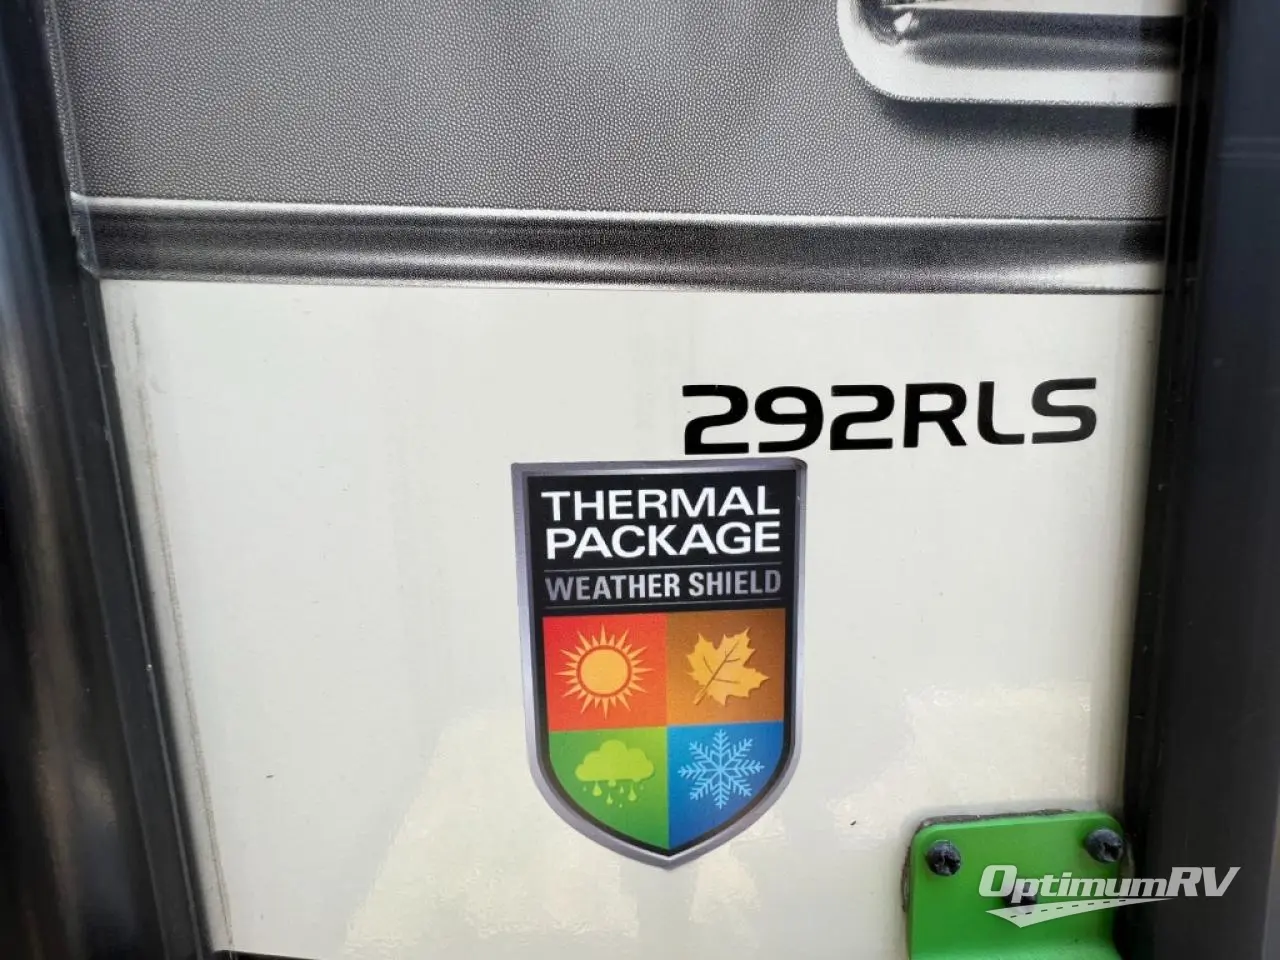 292RLS
THERMAL
PACKAGE
WEATHER SHIELD
OptimumRV